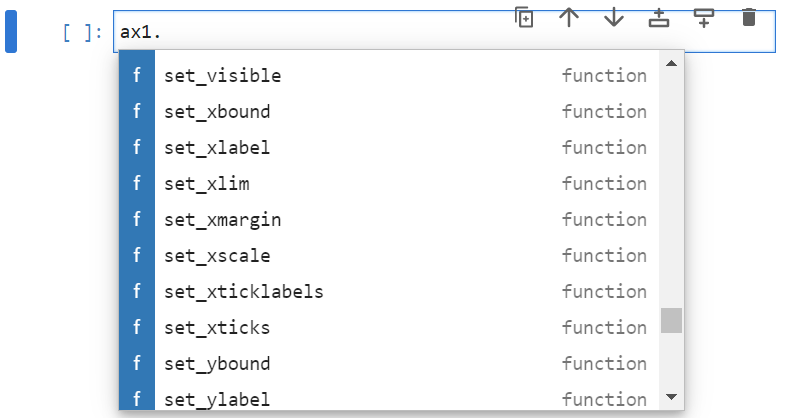 [ ]: ax1.
f set_visible function
f set_xbound function
f set_xlabel function
f set_xlim function
f set_xmargin function
f set_xscale function
f set_xticklabels function
f set_xticks function
f set_ybound function
f set_ylabel function